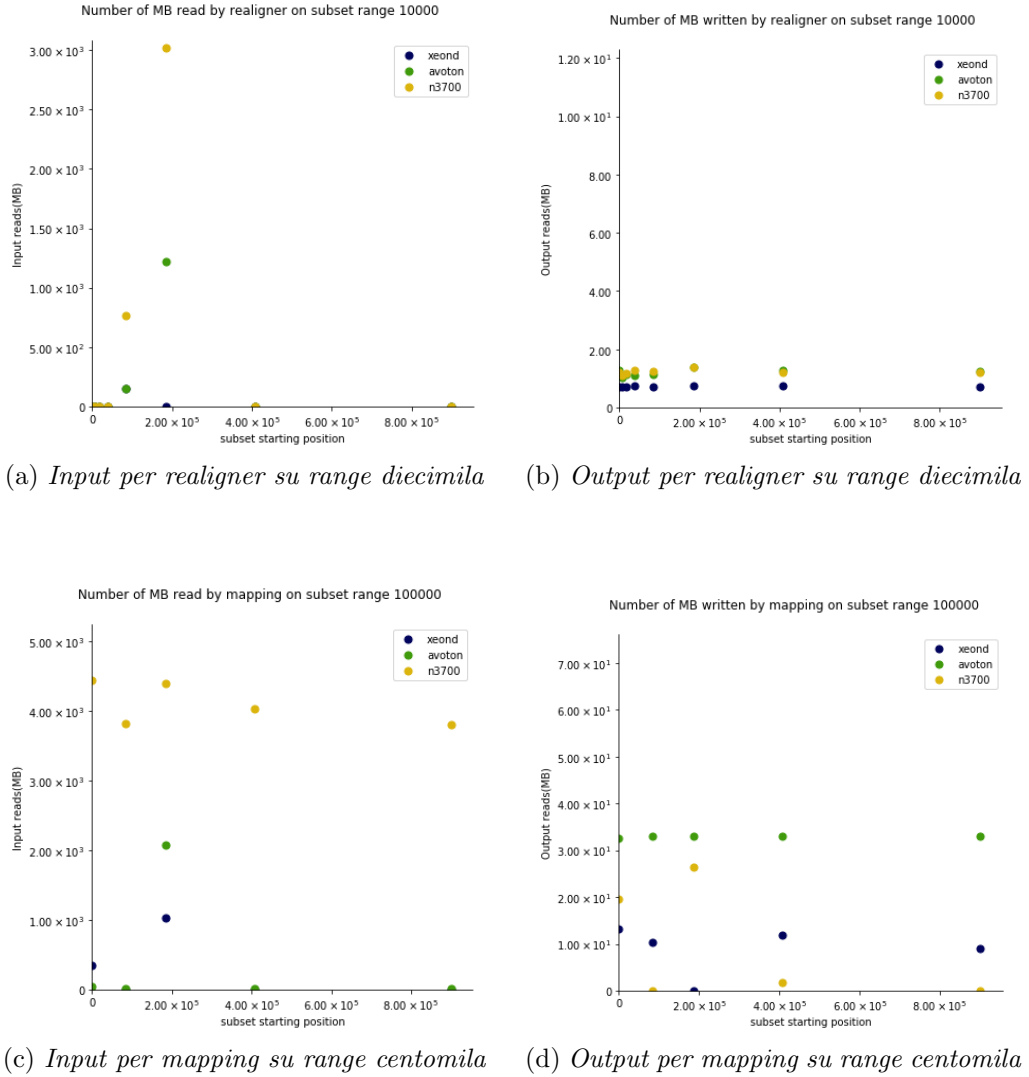 Number of MB read by realigner on subset range 10000
3.00 × 10³
2.50 × 10³
2.00 × 10³
1.50 × 10³
1.00 × 10³
5.00 × 10²
0
Input reads(MB)
xeond
avoton
n3700
0
2.00 × 10⁵
4.00 × 10⁵
6.00 × 10⁵
8.00 × 10⁵
subset starting position
(a) Input per realigner su range diecimila
Number of MB written by realigner on subset range 10000
1.20 × 10¹
1.00 × 10¹
8.00
6.00
4.00
2.00
0
Output reads(MB)
xeond
avoton
n3700
0
2.00 × 10⁵
4.00 × 10⁵
6.00 × 10⁵
8.00 × 10⁵
subset starting position
(b) Output per realigner su range diecimila
Number of MB read by mapping on subset range 100000
5.00 × 10³
4.00 × 10³
3.00 × 10³
2.00 × 10³
1.00 × 10³
0
Input reads(MB)
xeond
avoton
n3700
0
2.00 × 10⁵
4.00 × 10⁵
6.00 × 10⁵
8.00 × 10⁵
subset starting position
(c) Input per mapping su range centomila
Number of MB written by mapping on subset range 100000
7.00 × 10¹
6.00 × 10¹
5.00 × 10¹
4.00 × 10¹
3.00 × 10¹
2.00 × 10¹
1.00 × 10¹
0
Output reads(MB)
xeond
avoton
n3700
0
2.00 × 10⁵
4.00 × 10⁵
6.00 × 10⁵
8.00 × 10⁵
subset starting position
(d) Output per mapping su range centomila